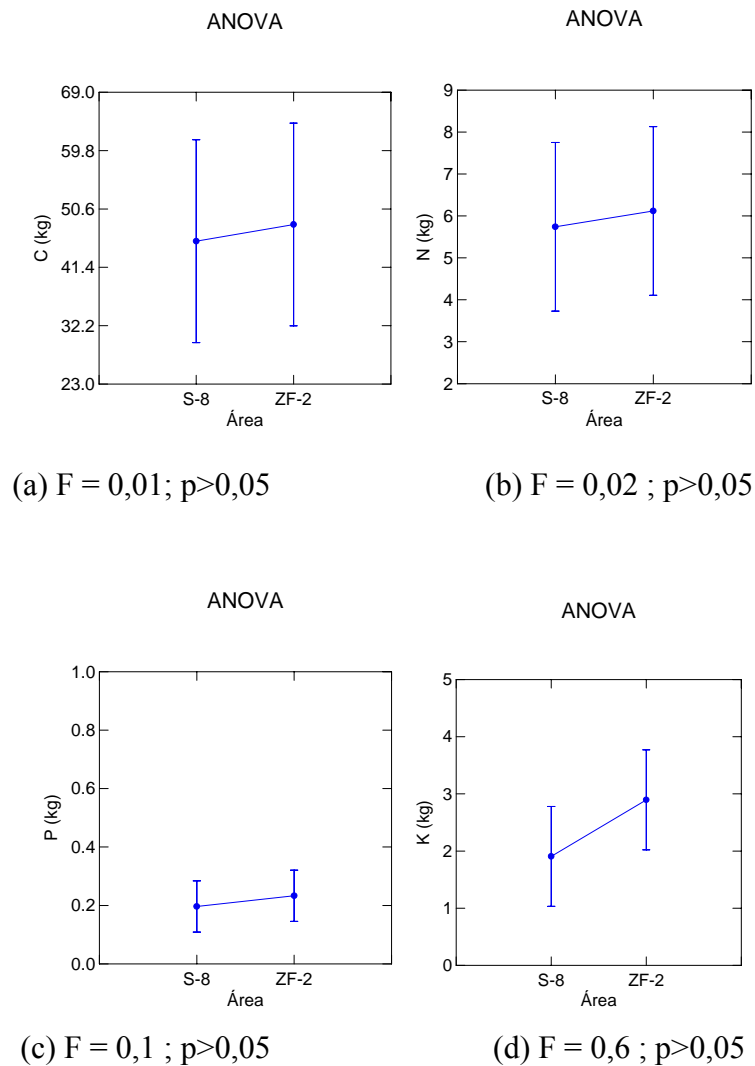 ANOVA
69.0
59.8
50.6
41.4
32.2
23.0
C (kg)
S-8 ZF-2
Área
ANOVA
9
8
7
6
5
4
3
2
N (kg)
S-8 ZF-2
Área
(a) F = 0,01; p>0,05
(b) F = 0,02 ; p>0,05
ANOVA
1.0
0.8
0.6
0.4
0.2
0.0
P (kg)
S-8 ZF-2
Área
ANOVA
5
4
3
2
1
0
K (kg)
S-8 ZF-2
Área
(c) F = 0,1 ; p>0,05
(d) F = 0,6 ; p>0,05